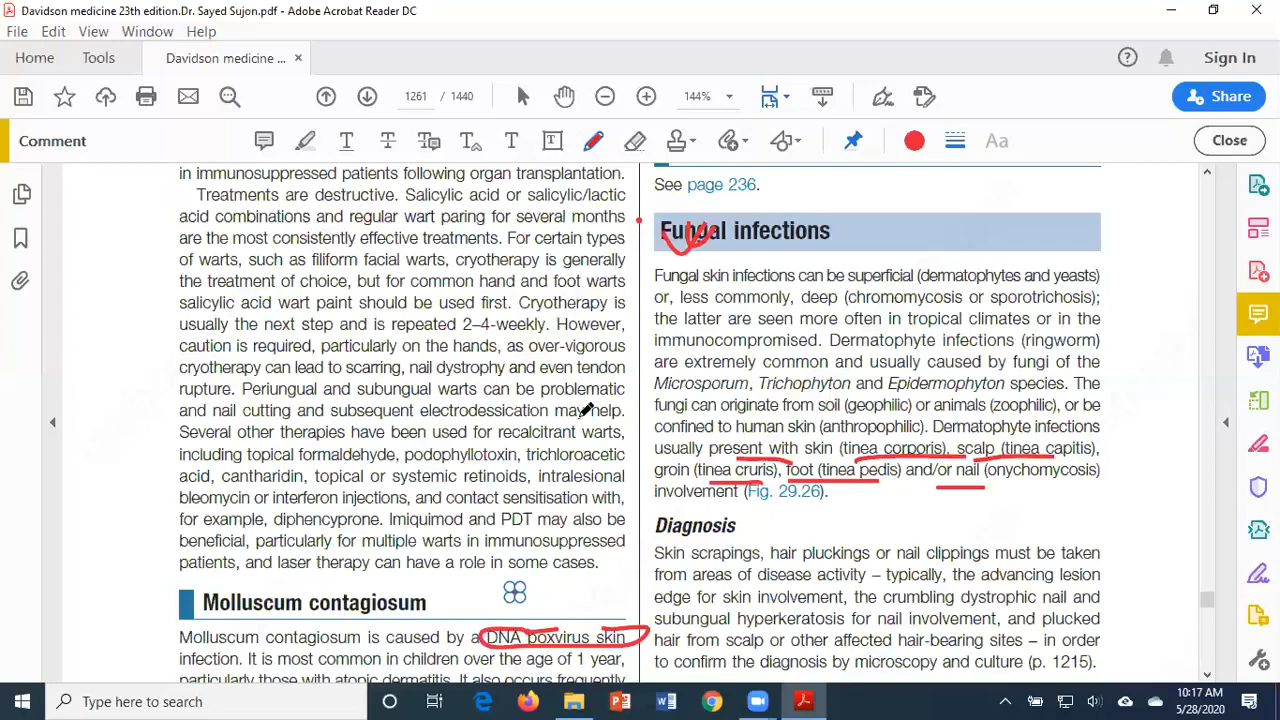 Davidson medicine 23th edition.Dr. Sayed Sujon.pdf - Adobe Acrobat Reader DC
File Edit View Window Help
Home Tools Davidson medicine ... × Sign In
1261 / 1440 144% Share
Comment Close
in immunosuppressed patients following organ transplantation.
Treatments are destructive. Salicylic acid or salicylic/lactic
acid combinations and regular wart paring for several months
are the most consistently effective treatments. For certain types
of warts, such as filiform facial warts, cryotherapy is generally
the treatment of choice, but for common hand and foot warts
salicylic acid wart paint should be used first. Cryotherapy is
usually the next step and is repeated 2–4-weekly. However,
caution is required, particularly on the hands, as over-vigorous
cryotherapy can lead to scarring, nail dystrophy and even tendon
rupture. Periungual and subungual warts can be problematic
and nail cutting and subsequent electrodessication may help.
Several other therapies have been used for recalcitrant warts,
including topical formaldehyde, podophyllotoxin, trichloroacetic
acid, cantharidin, topical or systemic retinoids, intralesional
bleomycin or interferon injections, and contact sensitisation with,
for example, diphencyprone. Imiquimod and PDT may also be
beneficial, particularly for multiple warts in immunosuppressed
patients, and laser therapy can have a role in some cases.
Molluscum contagiosum
Molluscum contagiosum is caused by a DNA poxvirus skin
infection. It is most common in children over the age of 1 year,
particularly those with atopic dermatitis. It also occurs frequently
See page 236.
Fungal infections
Fungal skin infections can be superficial (dermatophytes and yeasts)
or, less commonly, deep (chromomycosis or sporotrichosis);
the latter are seen more often in tropical climates or in the
immunocompromised. Dermatophyte infections (ringworm)
are extremely common and usually caused by fungi of the
Microsporum, Trichophyton and Epidermophyton species. The
fungi can originate from soil (geophilic) or animals (zoophilic), or be
confined to human skin (anthropophilic). Dermatophyte infections
usually present with skin (tinea corporis), scalp (tinea capitis),
groin (tinea cruris), foot (tinea pedis) and/or nail (onychomycosis)
involvement (Fig. 29.26).
Diagnosis
Skin scrapings, hair pluckings or nail clippings must be taken
from areas of disease activity – typically, the advancing lesion
edge for skin involvement, the crumbling dystrophic nail and
subungual hyperkeratosis for nail involvement, and plucked
hair from scalp or other affected hair-bearing sites – in order
to confirm the diagnosis by microscopy and culture (p. 1215).
Type here to search
10:17 AM
5/28/2020